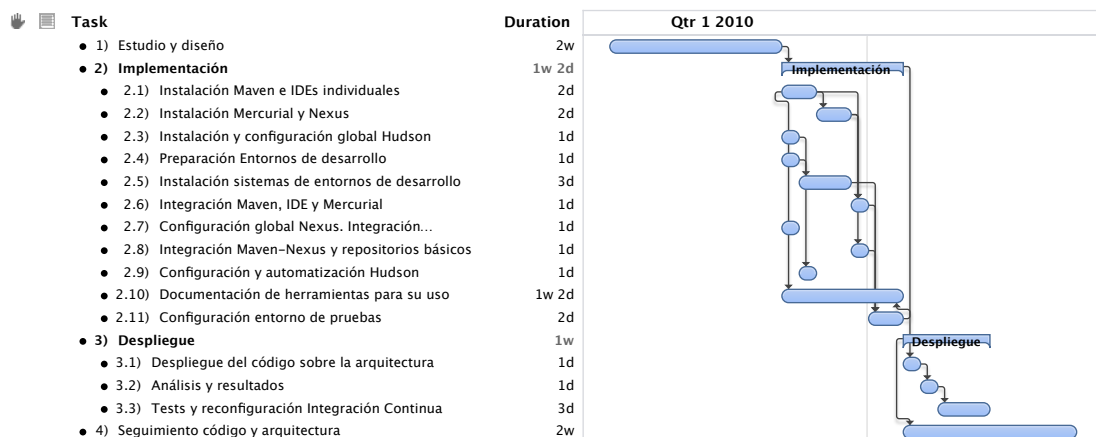 Task Duration Qtr 1 2010
1) Estudio y diseño 2w
2) Implementación 1w 2d Implementación
2.1) Instalación Maven e IDEs individuales 2d
2.2) Instalación Mercurial y Nexus 2d
2.3) Instalación y configuración global Hudson 1d
2.4) Preparación Entornos de desarrollo 1d
2.5) Instalación sistemas de entornos de desarrollo 3d
2.6) Integración Maven, IDE y Mercurial 1d
2.7) Configuración global Nexus. Integración... 1d
2.8) Integración Maven-Nexus y repositorios básicos 1d
2.9) Configuración y automatización Hudson 1d
2.10) Documentación de herramientas para su uso 1w 2d
2.11) Configuración entorno de pruebas 2d
3) Despliegue 1w Despliegue
3.1) Despliegue del código sobre la arquitectura 1d
3.2) Análisis y resultados 1d
3.3) Tests y reconfiguración Integración Continua 3d
4) Seguimiento código y arquitectura 2w